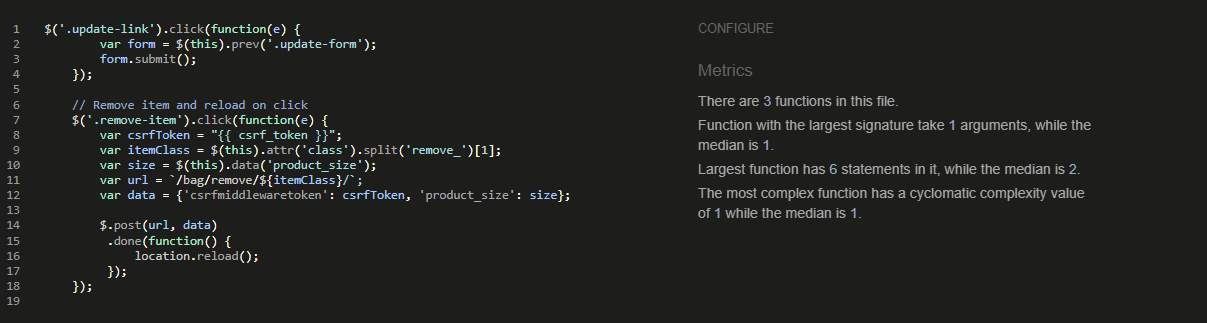 1 $('.update-link').click(function(e) {
2 var form = $(this).prev('.update-form');
3 form.submit();
4 });
5
6 // Remove item and reload on click
7 $('.remove-item').click(function(e) {
8 var csrfToken = "{{ csrf_token }}";
9 var itemClass = $(this).attr('class').split('remove_')[1];
10 var size = $(this).data('product_size');
11 var url = `/bag/remove/${itemClass}/`;
12 var data = {'csrfmiddlewaretoken': csrfToken, 'product_size': size};
13
14 $.post(url, data)
15 .done(function() {
16 location.reload();
17 });
18 });
19
CONFIGURE
Metrics
There are 3 functions in this file.
Function with the largest signature take 1 arguments, while the
median is 1.
Largest function has 6 statements in it, while the median is 2.
The most complex function has a cyclomatic complexity value
of 1 while the median is 1.